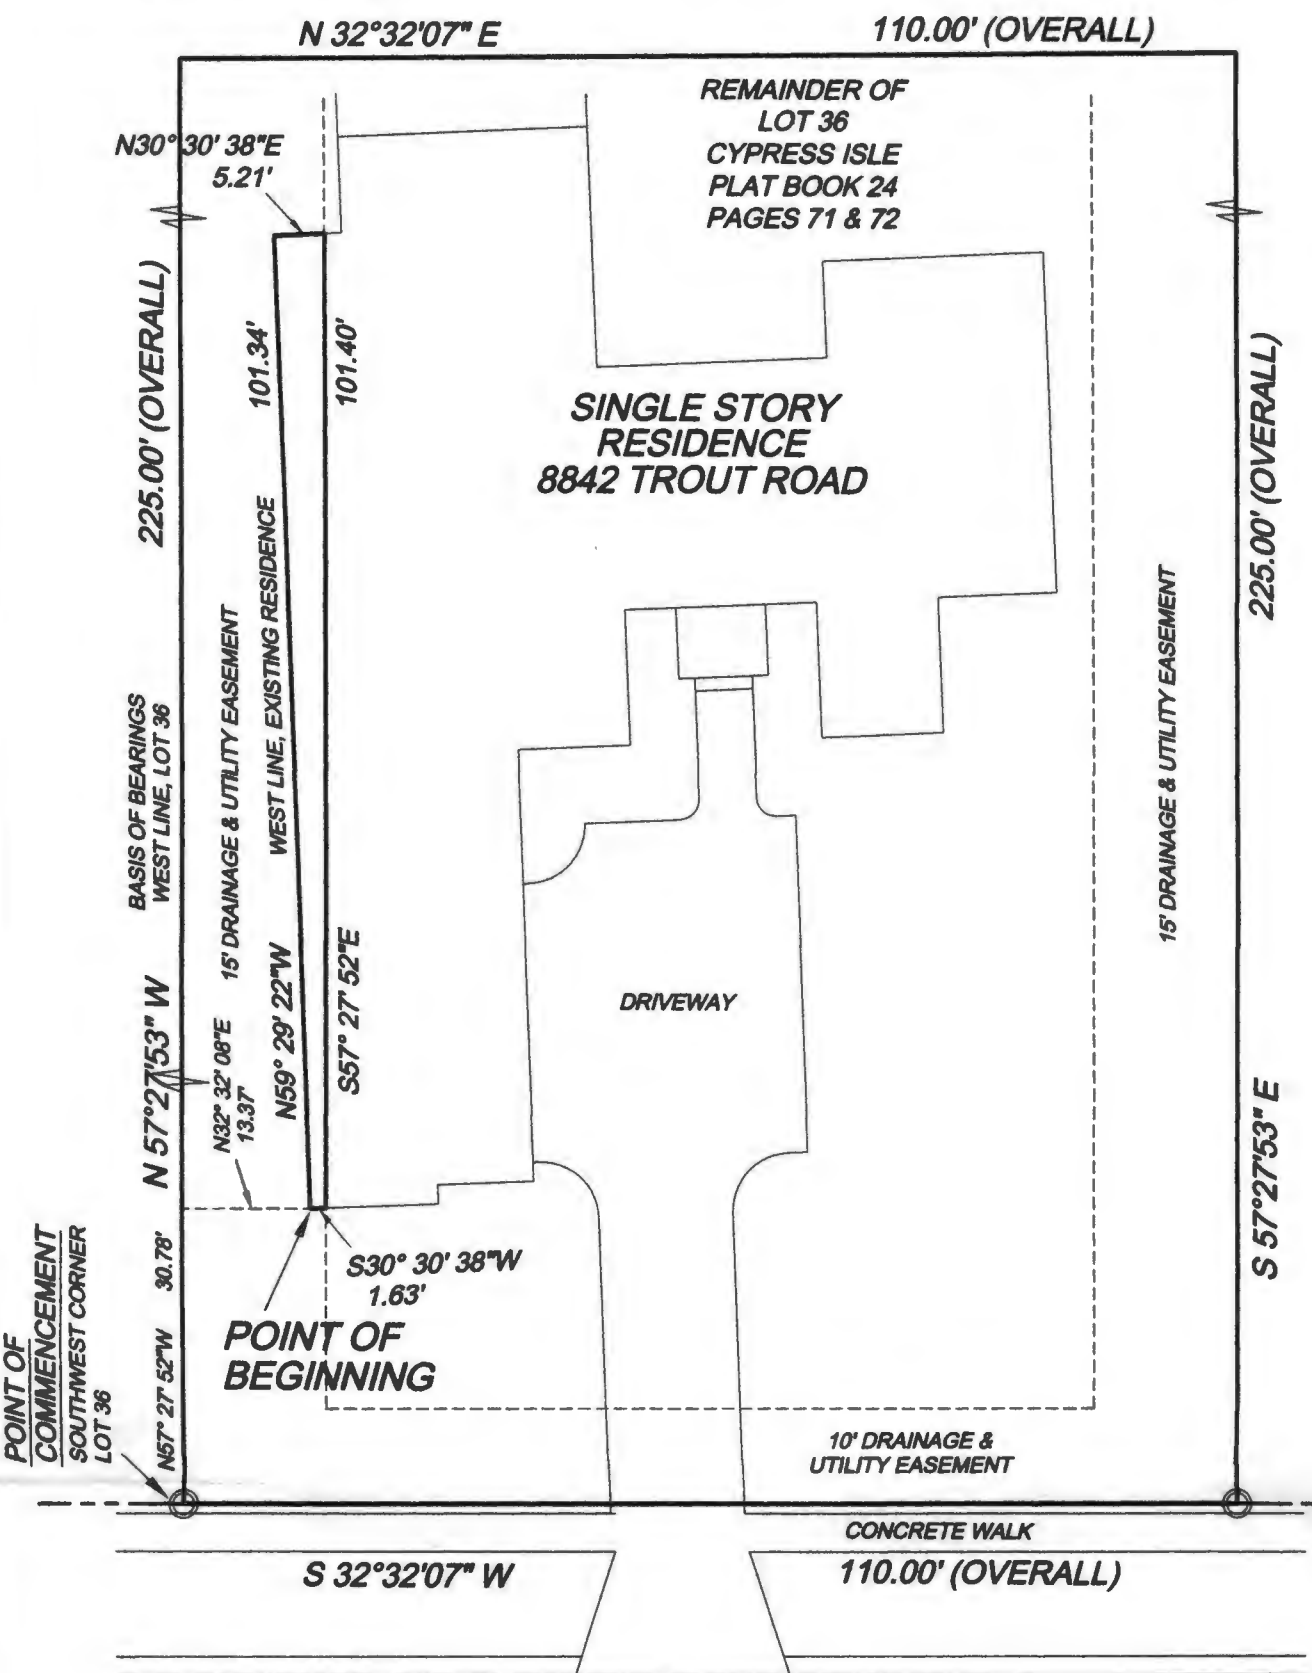 N 32°32'07" E
110.00' (OVERALL)
REMAINDER OF
LOT 36
CYPRESS ISLE
PLAT BOOK 24
PAGES 71 & 72
N30° 30' 38"E
5.21'
225.00' (OVERALL)
101.34'
101.40'
225.00' (OVERALL)
SINGLE STORY
RESIDENCE
8842 TROUT ROAD
WEST LINE, EXISTING RESIDENCE
15' DRAINAGE & UTILITY EASEMENT
15' DRAINAGE & UTILITY EASEMENT
BASIS OF BEARINGS
WEST LINE, LOT 36
N 57°27'53" W
N32° 32' 08"E
13.37'
N59° 29' 22"W
S57° 27' 52"E
DRIVEWAY
S 57°27'53" E
S30° 30' 38"W
1.63'
POINT OF
BEGINNING
POINT OF
COMMENCEMENT
SOUTHWEST CORNER
LOT 36
N57° 27' 52"W 30.78'
10' DRAINAGE &
UTILITY EASEMENT
CONCRETE WALK
S 32°32'07" W
110.00' (OVERALL)